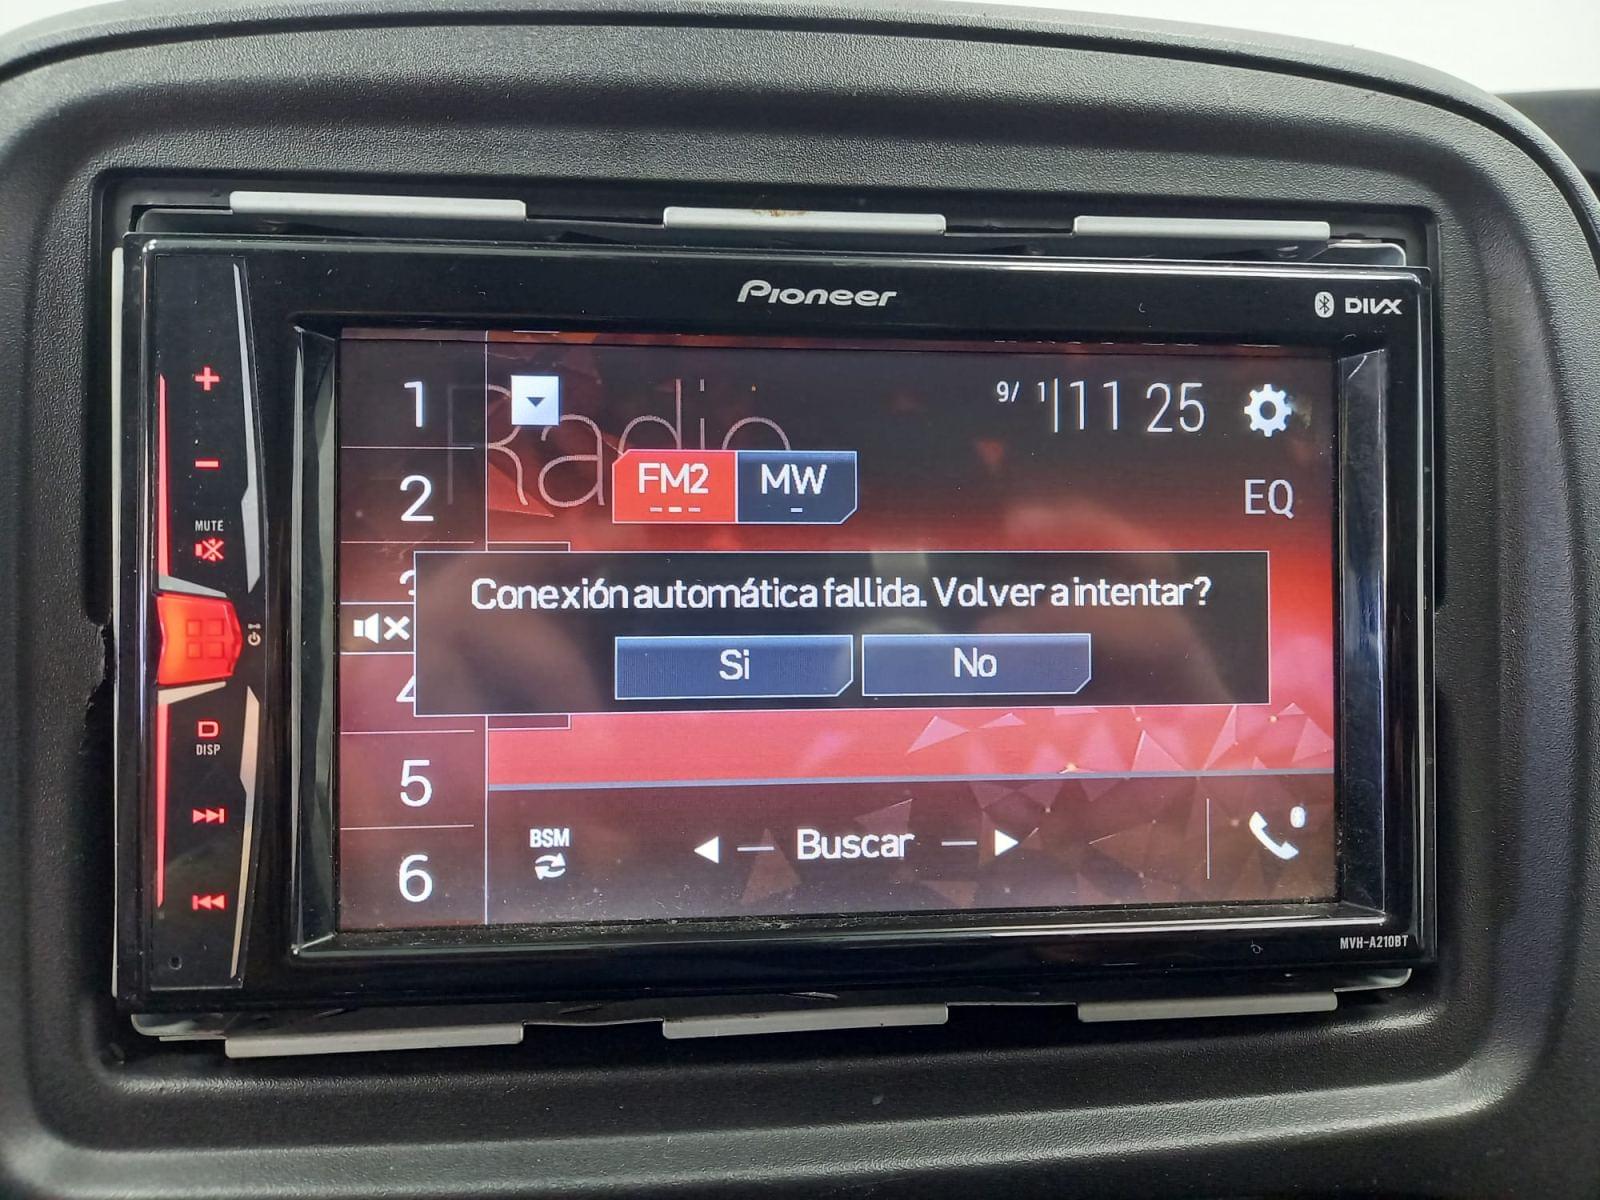 Pioneer
DIVX
+
-
MUTE
D
DISP
1
2
3
4
5
6
Radio
9/ 1
11 25
FM2
MW
EQ
Conexión automática fallida. Volver a intentar?
Si
No
BSM
Buscar
MVH-A210BT